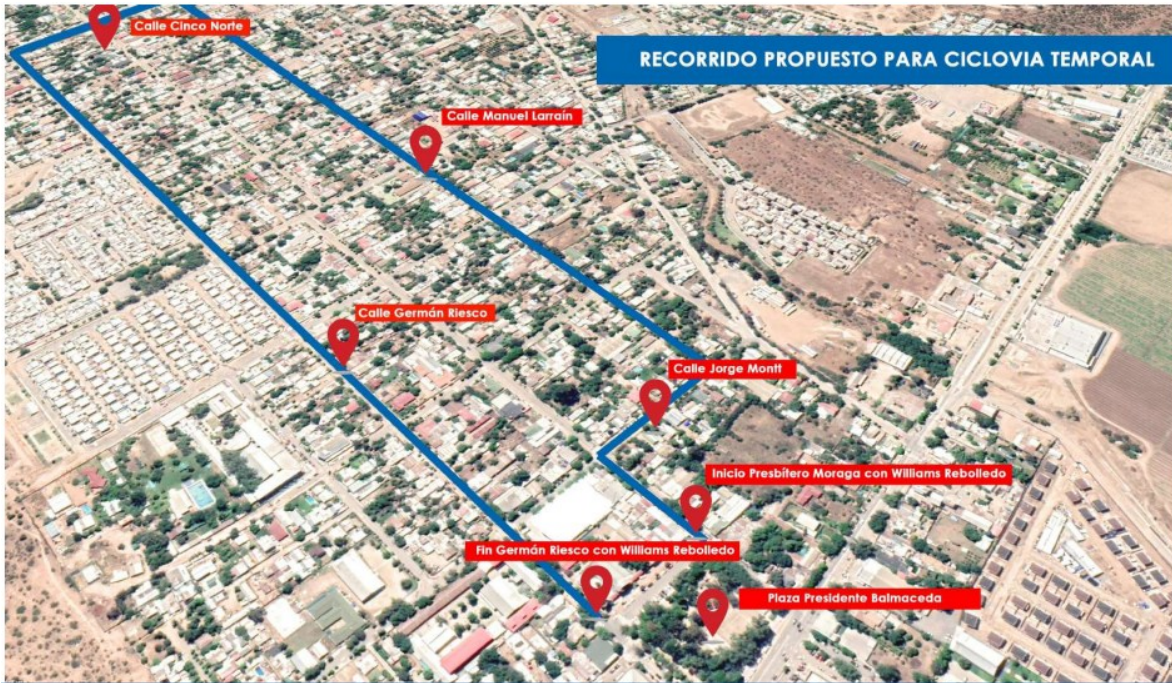 Calle Cinco Norte
RECORRIDO PROPUESTO PARA CICLOVIA TEMPORAL
Calle Manuel Larraín
Calle Germán Riesco
Calle Jorge Montt
Inicio Presbítero Moraga con Williams Rebolledo
Fin Germán Riesco con Williams Rebolledo
Plaza Presidente Balmaceda